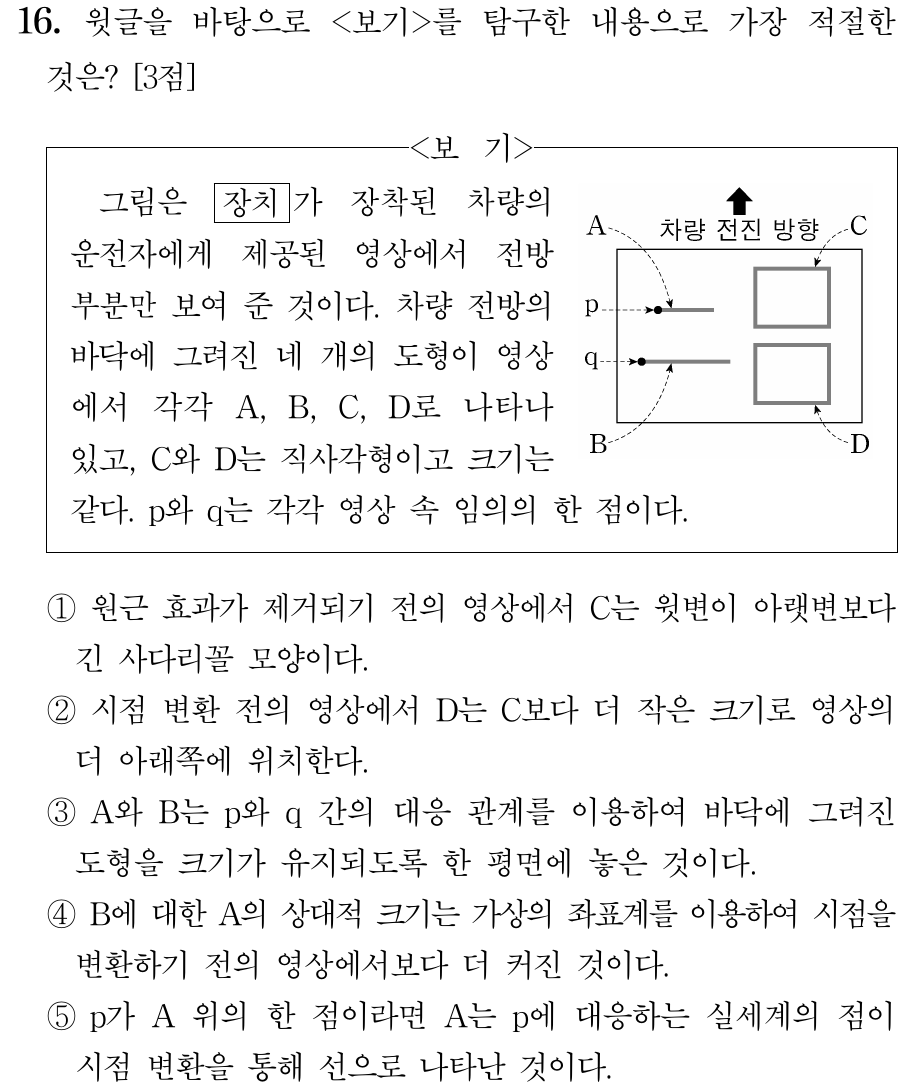 16. 윗글을 바탕으로 <보기>를 탐구한 내용으로 가장 적절한
것은? [3점]
<보 기>
그림은 장치가 장착된 차량의
운전자에게 제공된 영상에서 전방
부분만 보여 준 것이다. 차량 전방의
바닥에 그려진 네 개의 도형이 영상
에서 각각 A, B, C, D로 나타나
있고, C와 D는 직사각형이고 크기는
같다. p와 q는 각각 영상 속 임의의 한 점이다.
A
차량 전진 방향
C
p
q
B
D
① 원근 효과가 제거되기 전의 영상에서 C는 윗변이 아랫변보다
긴 사다리꼴 모양이다.
② 시점 변환 전의 영상에서 D는 C보다 더 작은 크기로 영상의
더 아래쪽에 위치한다.
③ A와 B는 p와 q 간의 대응 관계를 이용하여 바닥에 그려진
도형을 크기가 유지되도록 한 평면에 놓은 것이다.
④ B에 대한 A의 상대적 크기는 가상의 좌표계를 이용하여 시점을
변환하기 전의 영상에서보다 더 커진 것이다.
⑤ p가 A 위의 한 점이라면 A는 p에 대응하는 실세계의 점이
시점 변환을 통해 선으로 나타난 것이다.